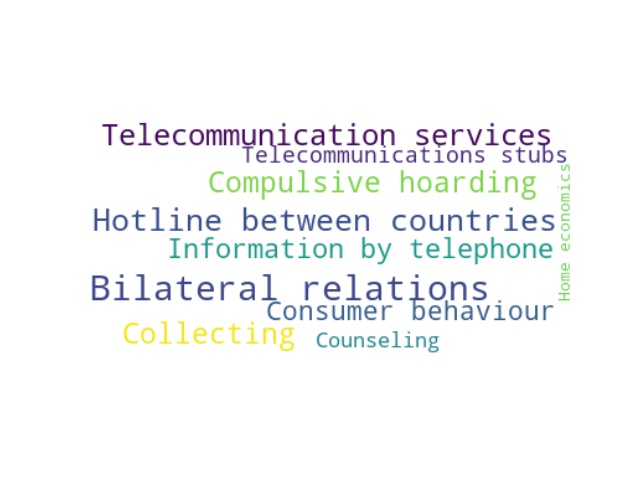 Telecommunication services
Telecommunications stubs
Compulsive hoarding
Home economics
Hotline between countries
Information by telephone
Bilateral relations
Consumer behaviour
Collecting
Counseling